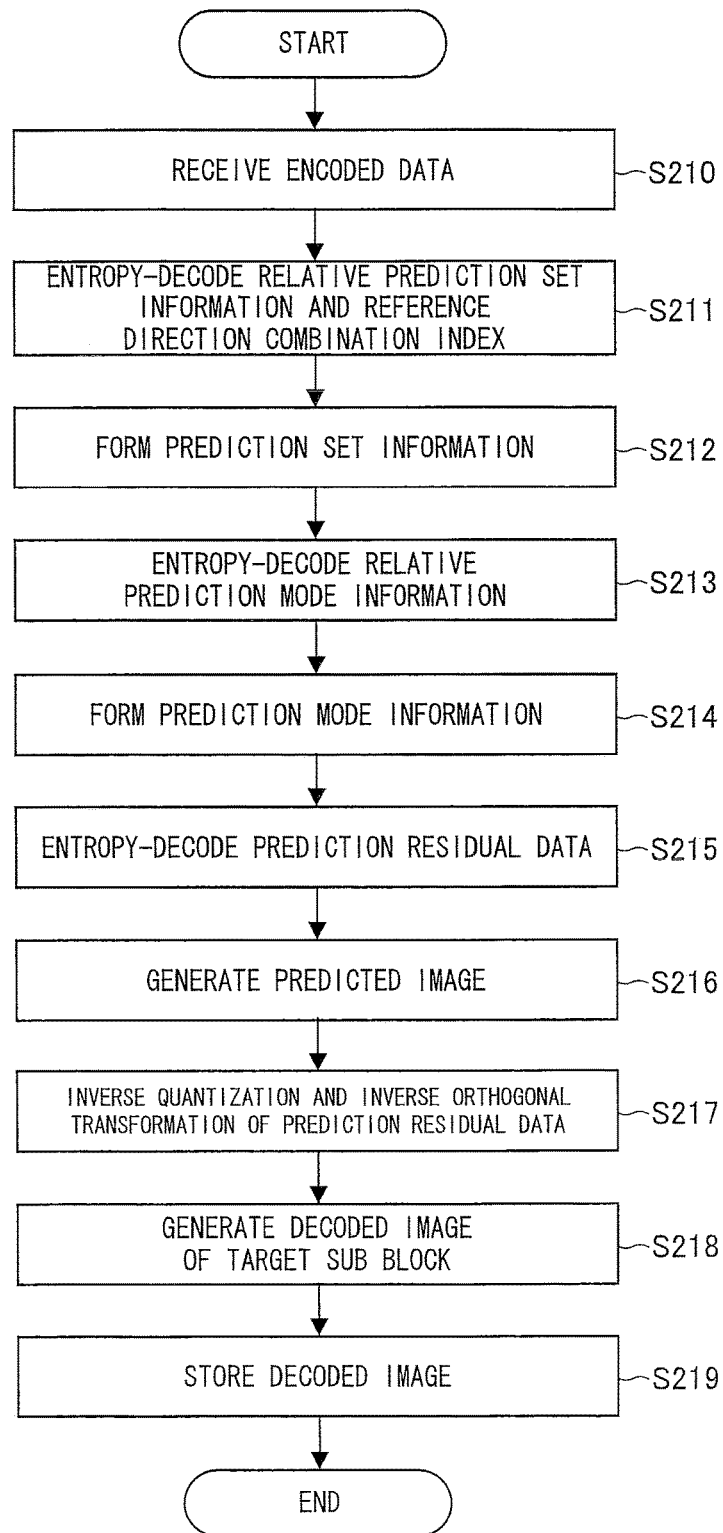 START
RECEIVE ENCODED DATA
S210
ENTROPY-DECODE RELATIVE PREDICTION SET
INFORMATION AND REFERENCE
DIRECTION COMBINATION INDEX
S211
FORM PREDICTION SET INFORMATION
S212
ENTROPY-DECODE RELATIVE
PREDICTION MODE INFORMATION
S213
FORM PREDICTION MODE INFORMATION
S214
ENTROPY-DECODE PREDICTION RESIDUAL DATA
S215
GENERATE PREDICTED IMAGE
S216
INVERSE QUANTIZATION AND INVERSE ORTHOGONAL
TRANSFORMATION OF PREDICTION RESIDUAL DATA
S217
GENERATE DECODED IMAGE
OF TARGET SUB BLOCK
S218
STORE DECODED IMAGE
S219
END